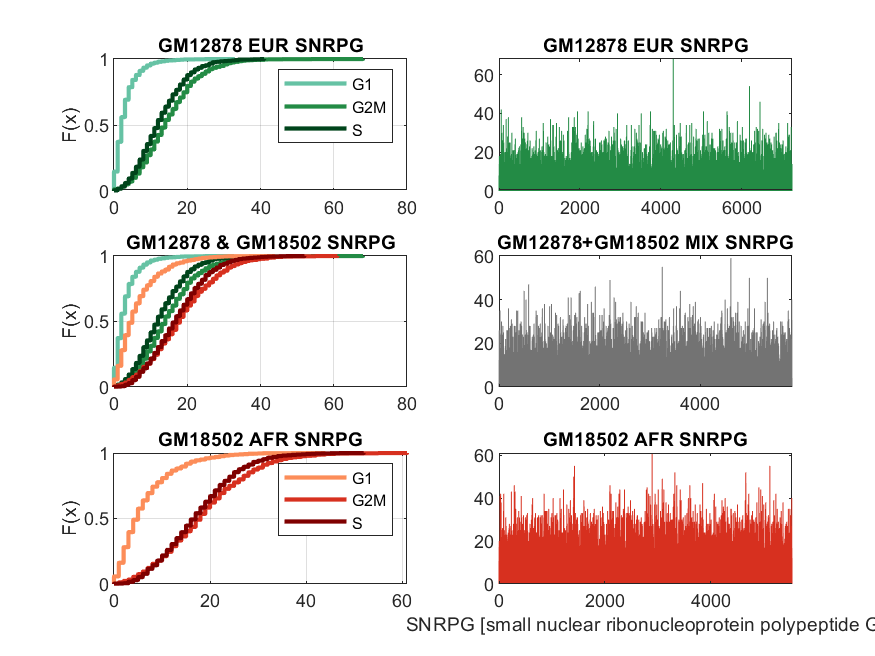 GM12878 EUR SNRPG
F(x)
1
0.5
0
0 20 40 60 80
G1
G2M
S
GM12878 EUR SNRPG
60
40
20
0
0 2000 4000 6000
GM12878 & GM18502 SNRPG
F(x)
1
0.5
0
0 20 40 60 80
GM12878+GM18502 MIX SNRPG
60
40
20
0
0 2000 4000
GM18502 AFR SNRPG
F(x)
1
0.5
0
0 20 40 60
G1
G2M
S
GM18502 AFR SNRPG
60
40
20
0
0 2000 4000
SNRPG [small nuclear ribonucleoprotein polypeptide G